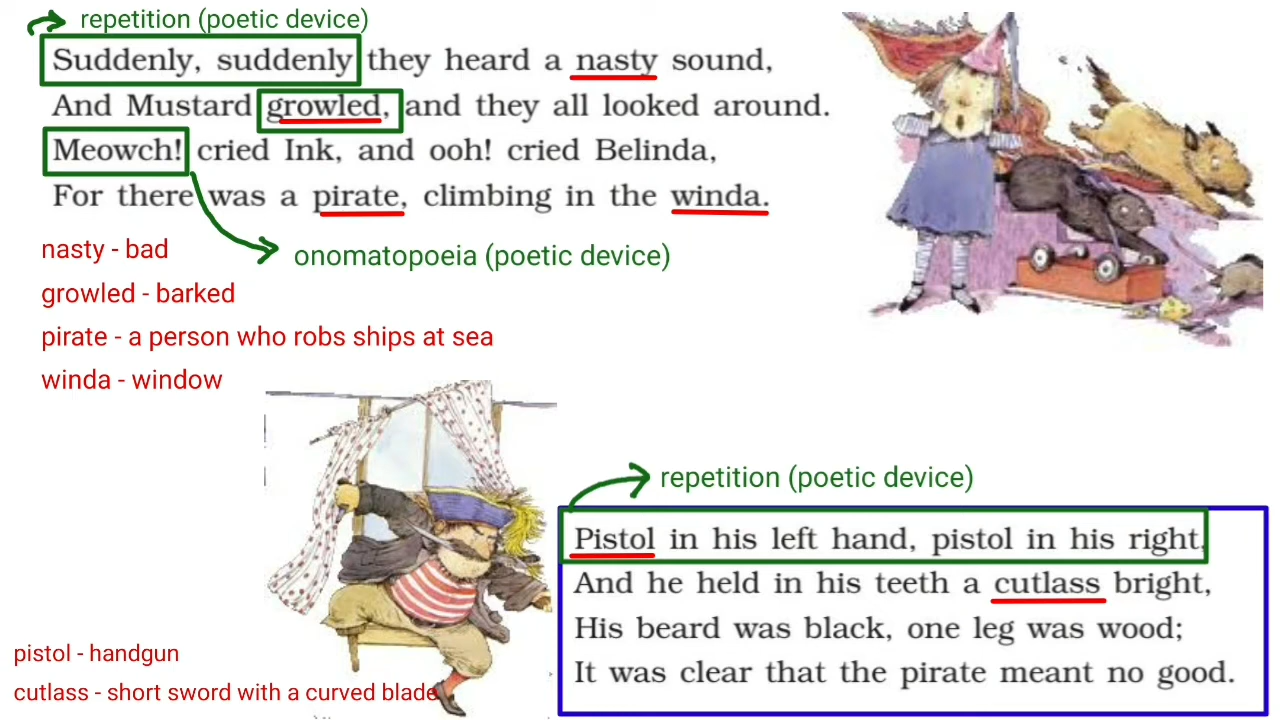 repetition (poetic device)
Suddenly, suddenly they heard a nasty sound,
And Mustard growled, and they all looked around.
Meowch! cried Ink, and ooh! cried Belinda,
For there was a pirate, climbing in the winda.
onomatopoeia (poetic device)
nasty - bad
growled - barked
pirate - a person who robs ships at sea
winda - window
repetition (poetic device)
Pistol in his left hand, pistol in his right,
And he held in his teeth a cutlass bright,
His beard was black, one leg was wood;
It was clear that the pirate meant no good.
pistol - handgun
cutlass - short sword with a curved blade